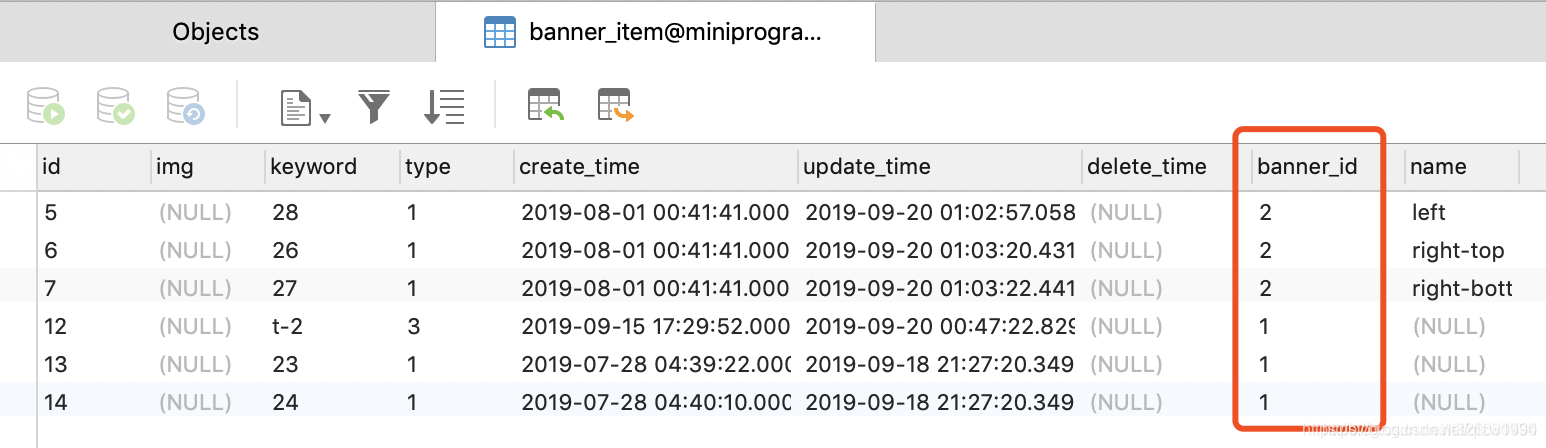 Objects banner_item@miniprogra...
id img keyword type create_time update_time delete_time banner_id name
5 (NULL) 28 1 2019-08-01 00:41:41.000 2019-09-20 01:02:57.058 (NULL) 2 left
6 (NULL) 26 1 2019-08-01 00:41:41.000 2019-09-20 01:03:20.431 (NULL) 2 right-top
7 (NULL) 27 1 2019-08-01 00:41:41.000 2019-09-20 01:03:22.441 (NULL) 2 right-bott
12 (NULL) t-2 3 2019-09-15 17:29:52.000 2019-09-20 00:47:22.829 (NULL) 1 (NULL)
13 (NULL) 23 1 2019-07-28 04:39:22.000 2019-09-18 21:27:20.349 (NULL) 1 (NULL)
14 (NULL) 24 1 2019-07-28 04:40:10.000 2019-09-18 21:27:20.349 (NULL) 1 (NULL)